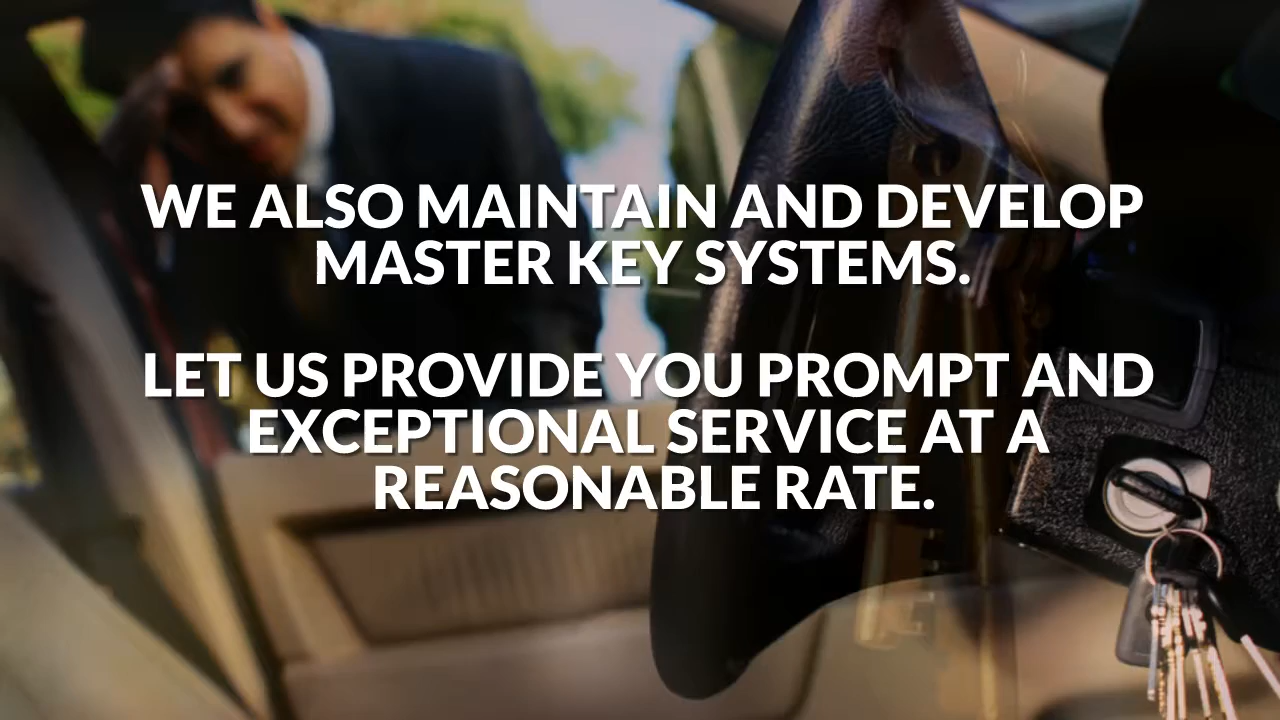 WE ALSO MAINTAIN AND DEVELOP
MASTER KEY SYSTEMS.
LET US PROVIDE YOU PROMPT AND
EXCEPTIONAL SERVICE AT A
REASONABLE RATE.